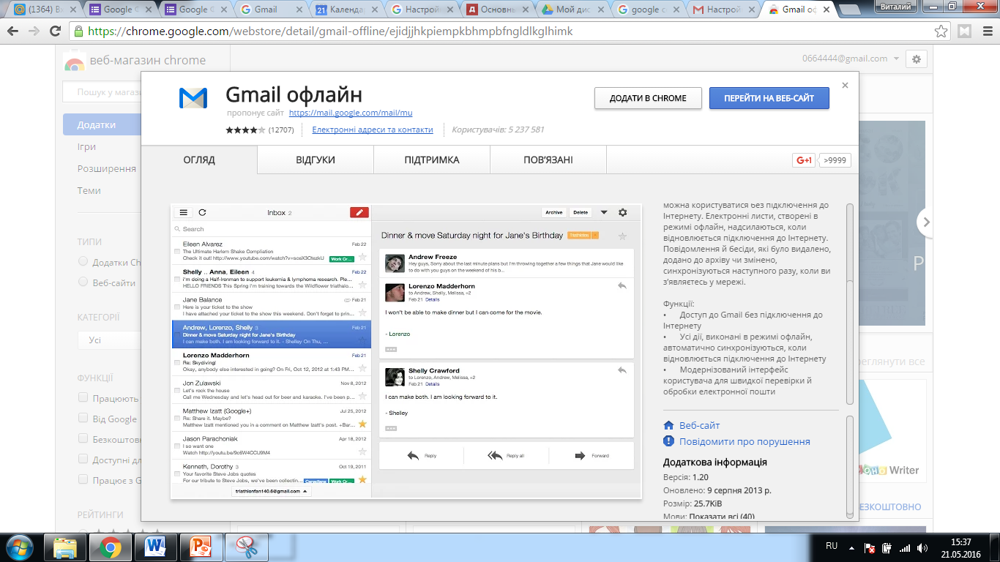 (1364) В
Google Ф
Google Ф
Gmail
Календа
21
Настрой
Основны
Мой дис
google c
Настрой
Gmail оф
Виталий
https://chrome.google.com/webstore/detail/gmail-offline/ejidjjhkpiempkbhmpbfngldlkglhimk
веб-магазин chrome
0664444@gmail.com
Пошук у магаз
Додатки
Ігри
Розширення
Теми
ТИПИ
Додатки Ch
Веб-сайти
КАТЕГОРІЇ
Усі
ФУНКЦІЇ
Працюють
Від Google
Безкоштовн
Доступні дл
Працює з G
РЕЙТИНГИ
Gmail офлайн
пропонує сайт https://mail.google.com/mail/mu
(12707) Електронні адреси та контакти Користувачів: 5 237 581
ДОДАТИ В CHROME
ПЕРЕЙТИ НА ВЕБ-САЙТ
ОГЛЯД ВІДГУКИ ПІДТРИМКА ПОВ'ЯЗАНІ
G+1 >9999
Inbox 2
Search
Eileen Alvarez Feb 22
The Ultimate Harlem Shake Compliation
Check it out! http://www.youtube.com/watch?v=sceX3CtezkU Work Gr...
Shelly .. Anna, Eileen 4 Feb 22
i'm doing a Half-Ironman to support leukemia & lymphoma research. Ple...
HELLO FRIENDS This Spring I'm training towards the Wildflower triathalo...
Jane Balance Feb 21
Here is your ticket to the show
I have attached your ticket to the show this weekend. Don't forget to prin...
Andrew, Lorenzo, Shelly 3 Feb 21
Dinner & move Saturday night for Jane's Birthday
I can make both. I am looking forward to it. - Shelley On Thu, ...
Lorenzo Madderhorn Feb 21
Re: Skydiving!
Okay, anybody else interested in going? On Fri, Oct 12, 2012 at 1:43 PM...
Jon Zulawski Nov 8, 2012
Let's rock the house
Call me Wednesday and let's head out for beer and karaoke. I've been p...
Matthew Izatt (Google+) Jul 25, 2012
Re: Share it. Maybe?
Matthew Izatt mentioned you in a comment on Matthew Izatt's post. +Bar...
Jason Parachoniak Apr 18, 2012
I so want one
Watch http://youtu.be/9c6W4CCU9M4
Kenneth, Dorothy 3 Oct 19, 2011
Your favorite Steve Jobs quotes
For our tribute to Steve Jobs, we've been collectin... Work Gr...
triathlonfan140.6@gmail.com
Archive Delete
Dinner & move Saturday night for Jane's Birthday
Triathletes x
Andrew Freeze
Hey guys, Sorry about the last minute plans but I'm throwing together a few things that Jane would like
to do with you guys on the weekend of his b...
Lorenzo Madderhorn
to Andrew, Shelly, Melissa, +2
Feb 21 Details
I won't be able to make dinner but I can come for the movie.
- Lorenzo
Shelly Crawford
to Lorenzo, Andrew, Melissa, +2
Feb 21 Details
I can make both. I am looking forward to it.
- Shelley
Reply Reply all Forward
можна користуватися без підключення до
Інтернету. Електронні листи, створені в
режимі офлайн, надсилаються, коли
відновлюється підключення до Інтернету.
Повідомлення й бесіди, які було видалено,
додано до архіву чи змінено,
синхронізуються наступного разу, коли ви
з'являєтесь у мережі.
Функції:
• Доступ до Gmail без підключення до
Інтернету
• Усі дії, виконані в режимі офлайн,
автоматично синхронізуються, коли
відновлюється підключення до Інтернету
• Модернізований інтерфейс
користувача для швидкої перевірки й
обробки електронної пошти
Веб-сайт
Повідомити про порушення
Додаткова інформація
Версія: 1.20
Оновлено: 9 серпня 2013 р.
Розмір: 25.7KiB
Мови: Показати всі (40)
P
еглянути все
ZOHO Writer
ЕЗКОШТОВНО
RU
15:37
21.05.2016